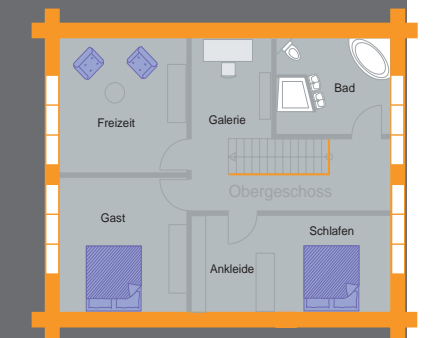 Bad
Freizeit
Galerie
Obergeschoss
Gast
Schlafen
Ankleide